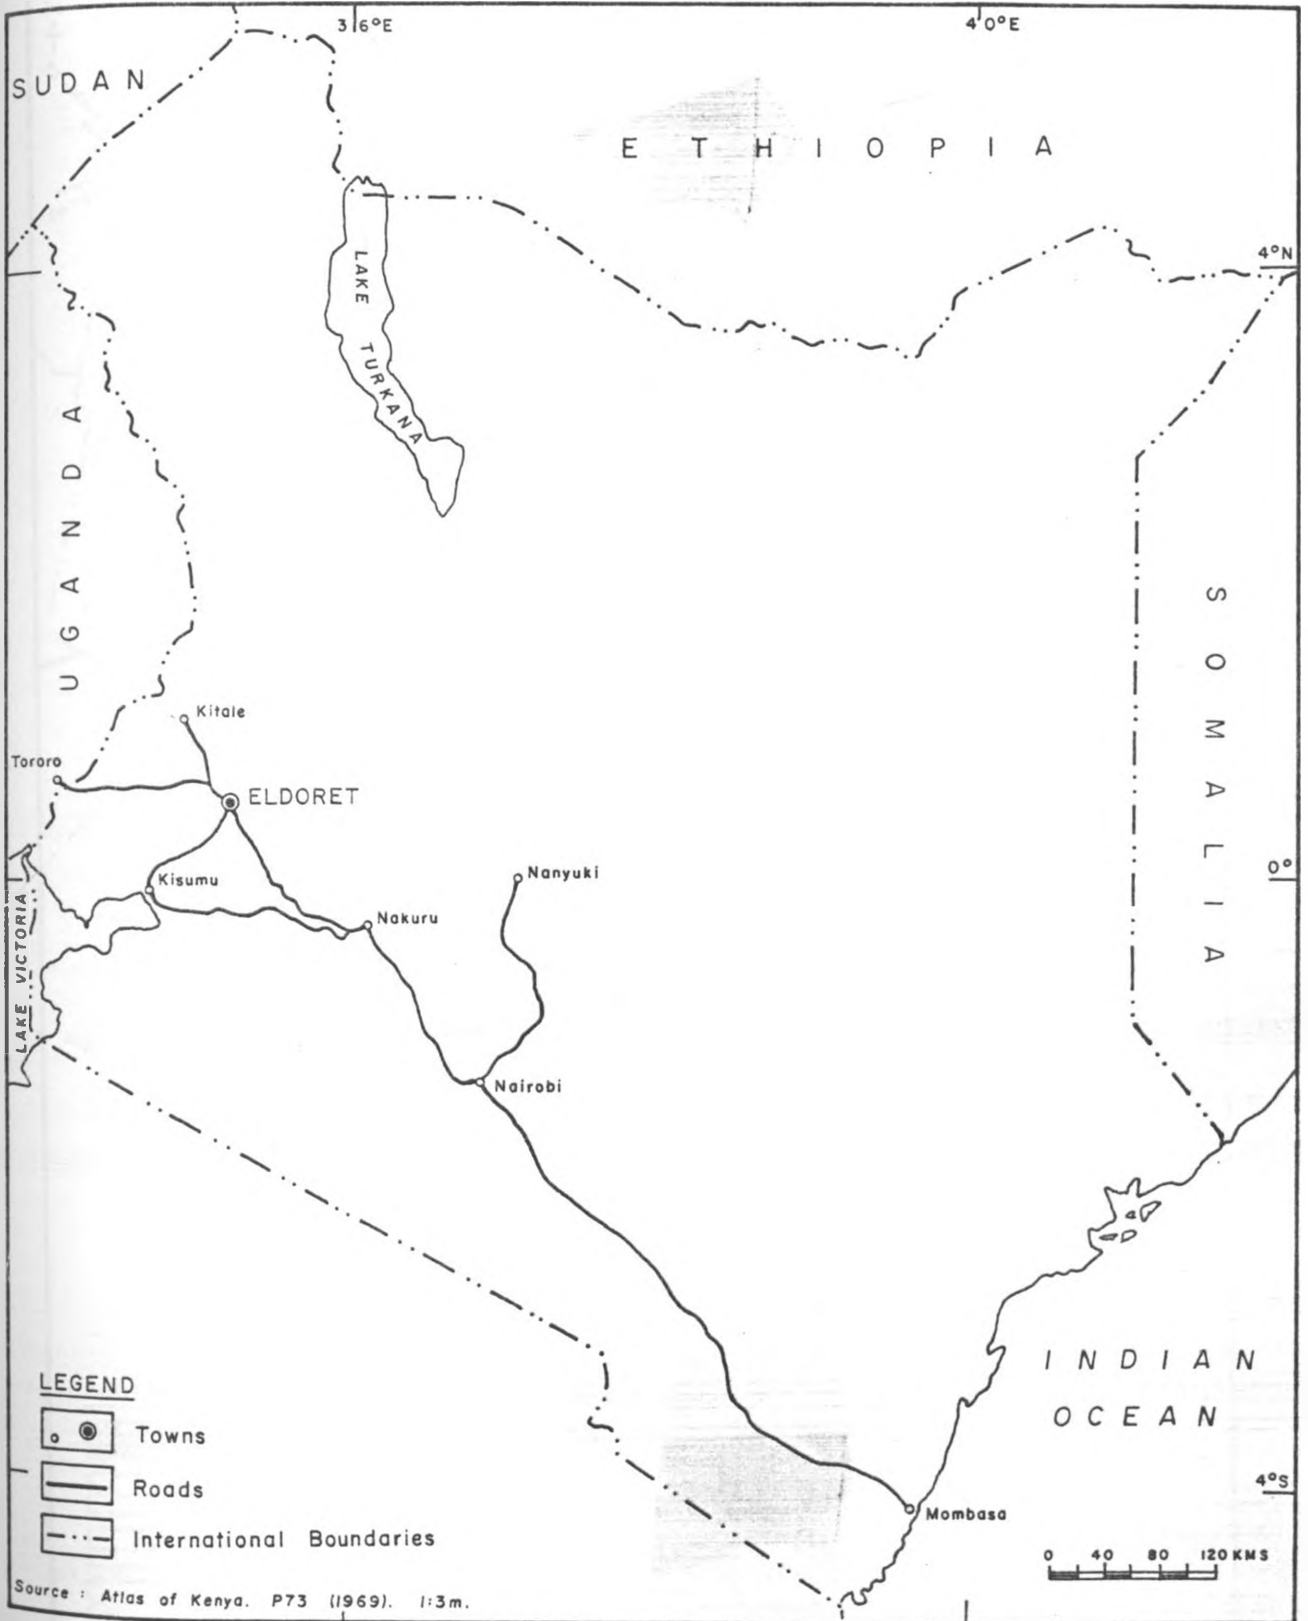 36°E
40°E
SUDAN
ETHIOPIA
4°N
LAKE TURKANA
UGANDA
SOMALIA
Kitale
Tororo
ELDORET
0°
Kisumu
Nanyuki
Nakuru
LAKE VICTORIA
Nairobi
INDIAN
OCEAN
LEGEND
Towns
Roads
International Boundaries
4°S
Mombasa
0 40 80 120 KMS
Source : Atlas of Kenya. P73 (1969). 1:3m.